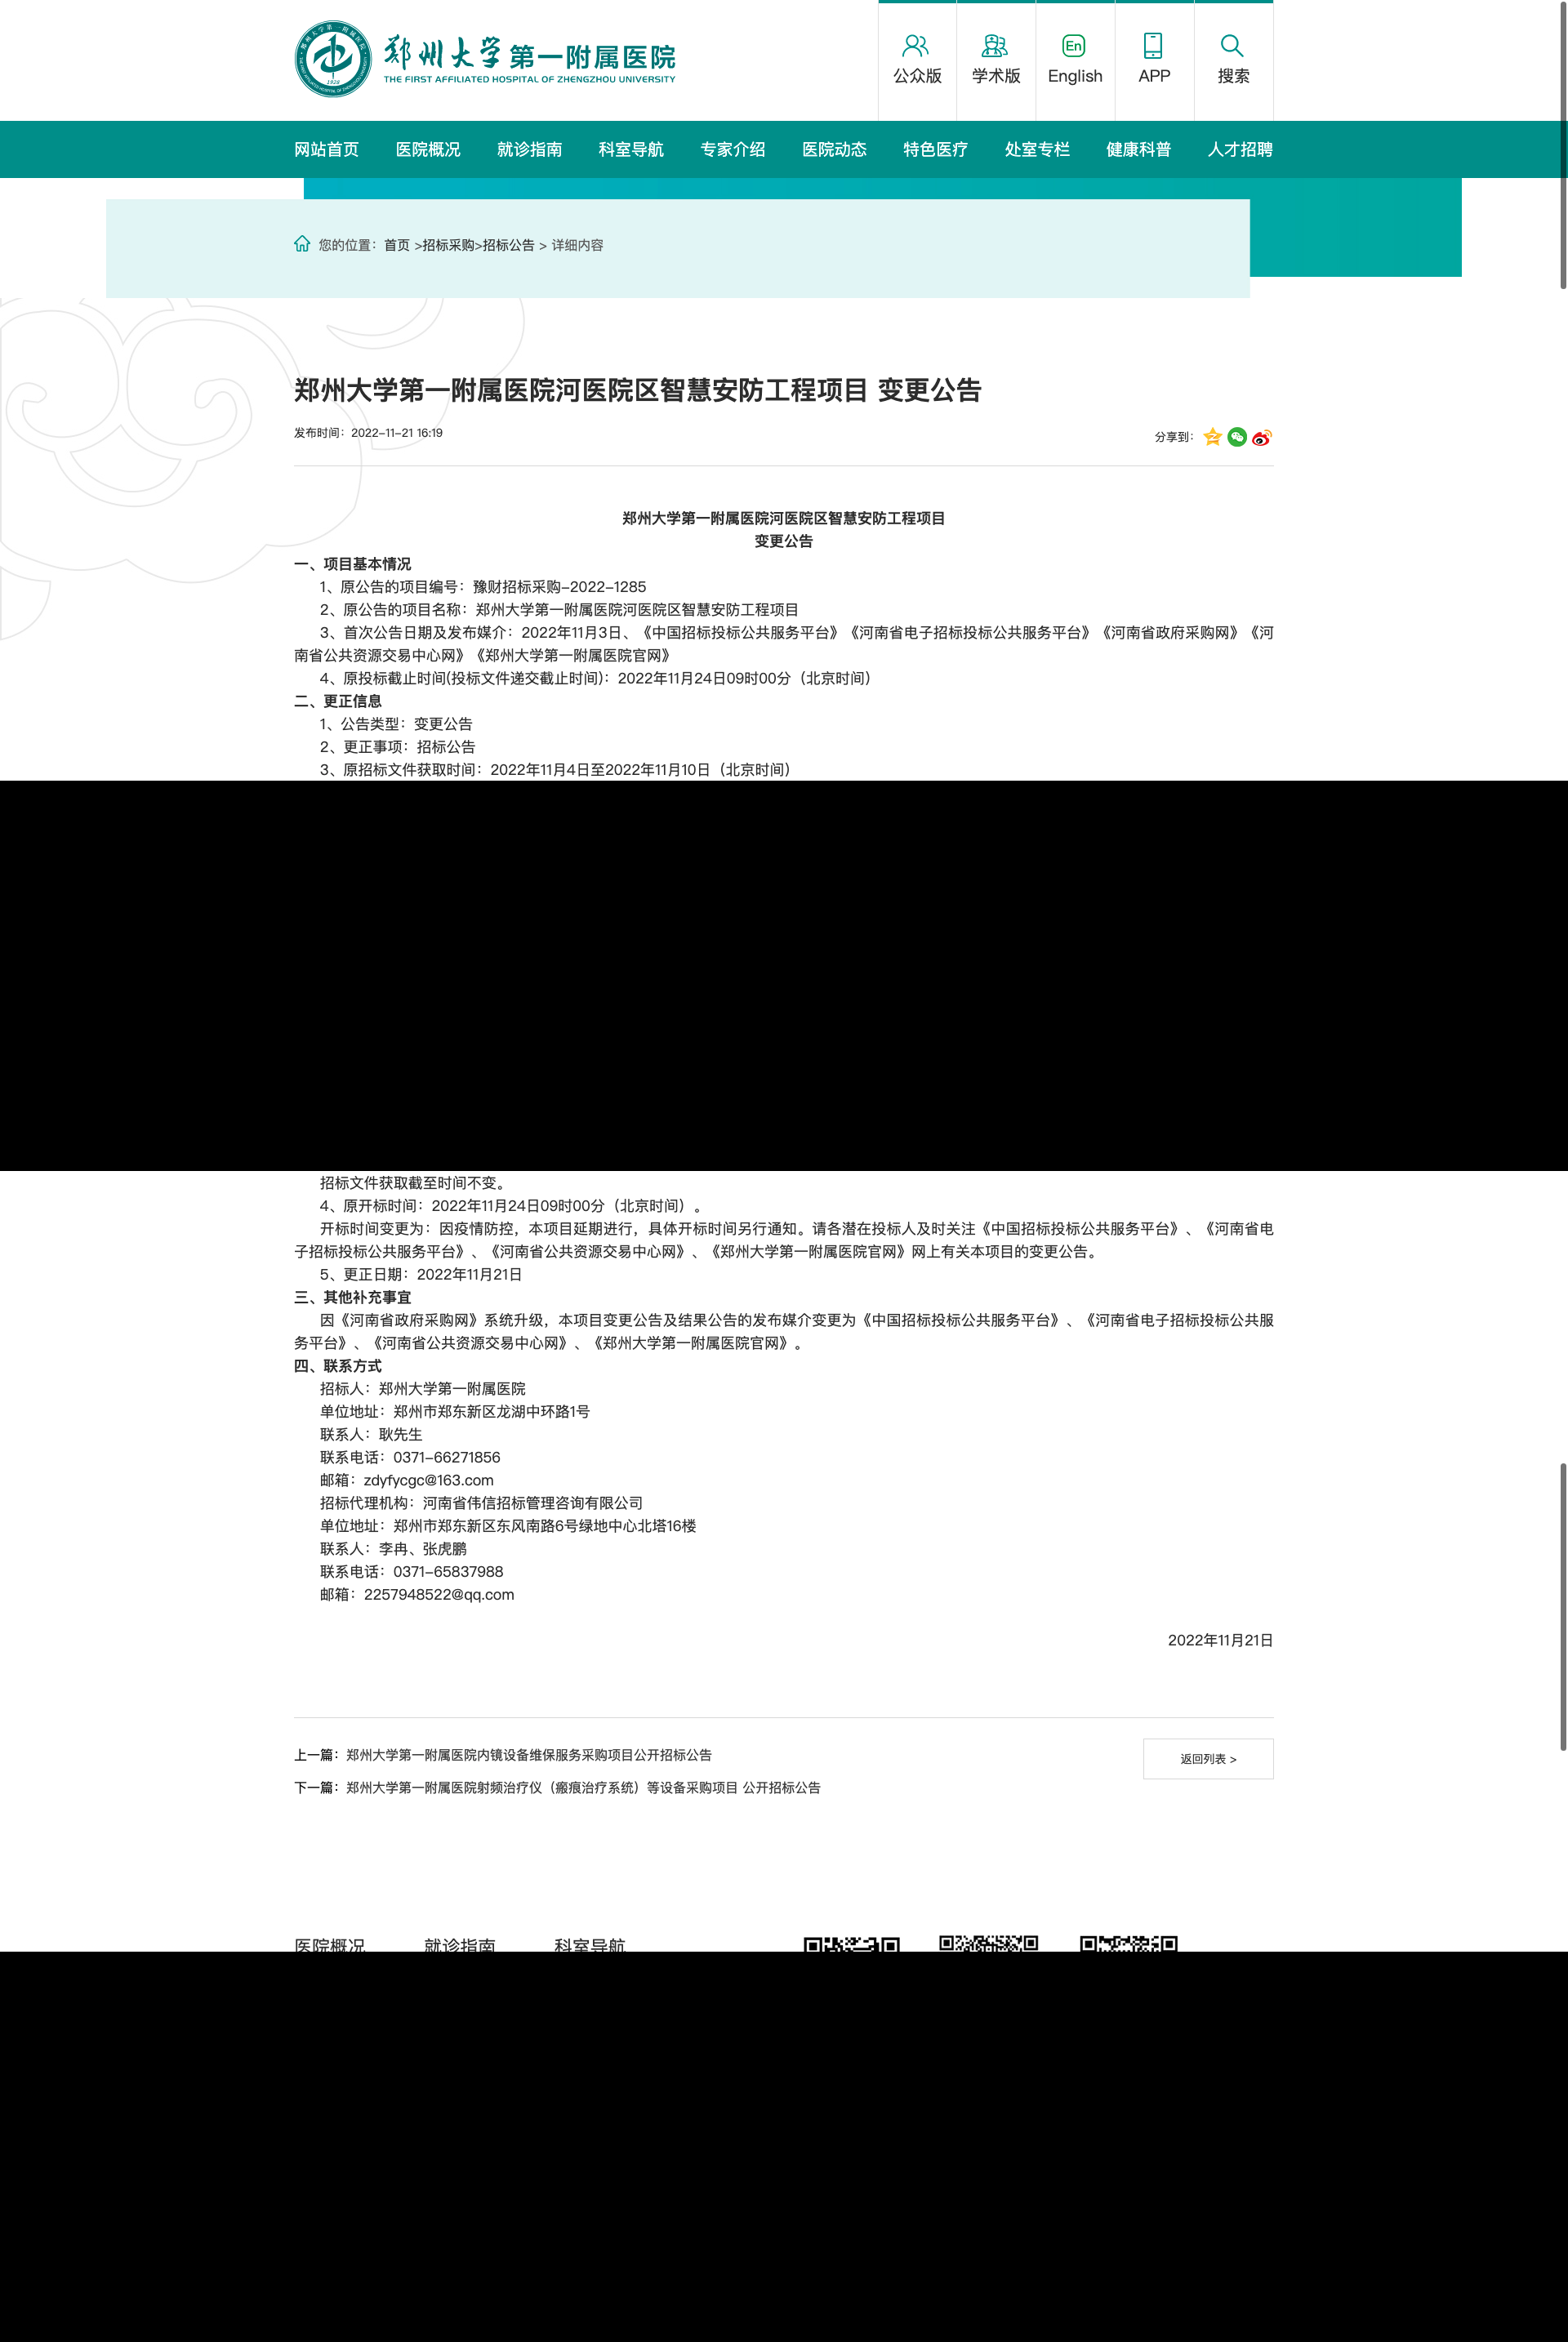 郑州大学第一附属医院
THE FIRST AFFILIATED HOSPITAL OF ZHENGZHOU UNIVERSITY
1928
公众版
学术版
En
English
APP
搜索
网站首页
医院概况
就诊指南
科室导航
专家介绍
医院动态
特色医疗
处室专栏
健康科普
人才招聘
您的位置：首页 >招标采购>招标公告 > 详细内容
郑州大学第一附属医院河医院区智慧安防工程项目 变更公告
发布时间：2022-11-21 16:19
分享到：
郑州大学第一附属医院河医院区智慧安防工程项目
变更公告
一、项目基本情况
1、原公告的项目编号：豫财招标采购-2022-1285
2、原公告的项目名称：郑州大学第一附属医院河医院区智慧安防工程项目
3、首次公告日期及发布媒介：2022年11月3日、《中国招标投标公共服务平台》《河南省电子招标投标公共服务平台》《河南省政府采购网》《河
南省公共资源交易中心网》《郑州大学第一附属医院官网》
4、原投标截止时间(投标文件递交截止时间)：2022年11月24日09时00分（北京时间）
二、更正信息
1、公告类型：变更公告
2、更正事项：招标公告
3、原招标文件获取时间：2022年11月4日至2022年11月10日（北京时间）
招标文件获取截至时间不变。
4、原开标时间：2022年11月24日09时00分（北京时间）。
开标时间变更为：因疫情防控，本项目延期进行，具体开标时间另行通知。请各潜在投标人及时关注《中国招标投标公共服务平台》、《河南省电
子招标投标公共服务平台》、《河南省公共资源交易中心网》、《郑州大学第一附属医院官网》网上有关本项目的变更公告。
5、更正日期：2022年11月21日
三、其他补充事宜
因《河南省政府采购网》系统升级，本项目变更公告及结果公告的发布媒介变更为《中国招标投标公共服务平台》、《河南省电子招标投标公共服
务平台》、《河南省公共资源交易中心网》、《郑州大学第一附属医院官网》。
四、联系方式
招标人：郑州大学第一附属医院
单位地址：郑州市郑东新区龙湖中环路1号
联系人：耿先生
联系电话：0371-66271856
邮箱：zdyfycgc@163.com
招标代理机构：河南省伟信招标管理咨询有限公司
单位地址：郑州市郑东新区东风南路6号绿地中心北塔16楼
联系人：李冉、张虎鹏
联系电话：0371-65837988
邮箱：2257948522@qq.com
2022年11月21日
上一篇：郑州大学第一附属医院内镜设备维保服务采购项目公开招标公告
返回列表 >
下一篇：郑州大学第一附属医院射频治疗仪（瘢痕治疗系统）等设备采购项目 公开招标公告
医院概况
就诊指南
科室导航